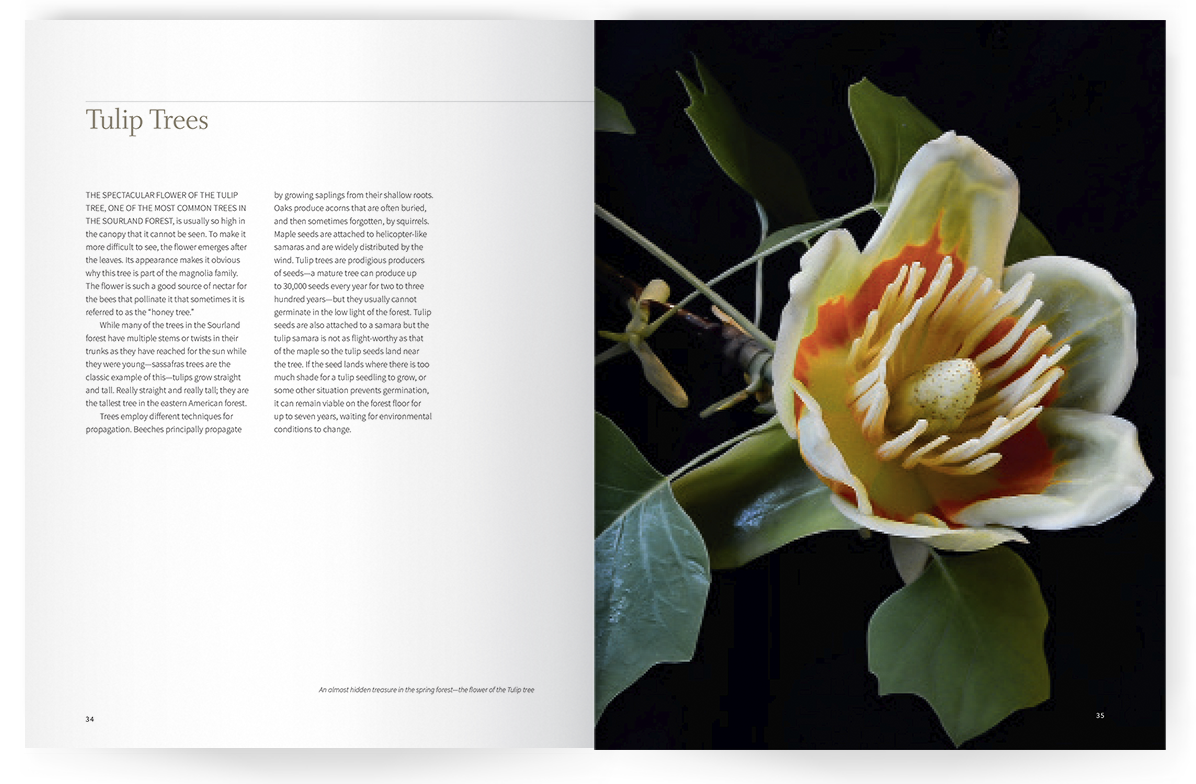 Tulip Trees
THE SPECTACULAR FLOWER OF THE TULIP
TREE, ONE OF THE MOST COMMON TREES IN
THE SOURLAND FOREST, is usually so high in
the canopy that it cannot be seen. To make it
more difficult to see, the flower emerges after
the leaves. Its appearance makes it obvious
why this tree is part of the magnolia family.
The flower is such a good source of nectar for
the bees that pollinate it that sometimes it is
referred to as the “honey tree.”
While many of the trees in the Sourland
forest have multiple stems or twists in their
trunks as they have reached for the sun while
they were young—sassafras trees are the
classic example of this—tulips grow straight
and tall. Really straight and really tall; they are
the tallest tree in the eastern American forest.
Trees employ different techniques for
propagation. Beeches principally propagate
by growing saplings from their shallow roots.
Oaks produce acorns that are often buried,
and then sometimes forgotten, by squirrels.
Maple seeds are attached to helicopter-like
samaras and are widely distributed by the
wind. Tulip trees are prodigious producers
of seeds—a mature tree can produce up
to 30,000 seeds every year for two to three
hundred years—but they usually cannot
germinate in the low light of the forest. Tulip
seeds are also attached to a samara but the
tulip samara is not as flight-worthy as that
of the maple so the tulip seeds land near
the tree. If the seed lands where there is too
much shade for a tulip seedling to grow, or
some other situation prevents germination,
it can remain viable on the forest floor for
up to seven years, waiting for environmental
conditions to change.
An almost hidden treasure in the spring forest—the flower of the Tulip tree
34
35